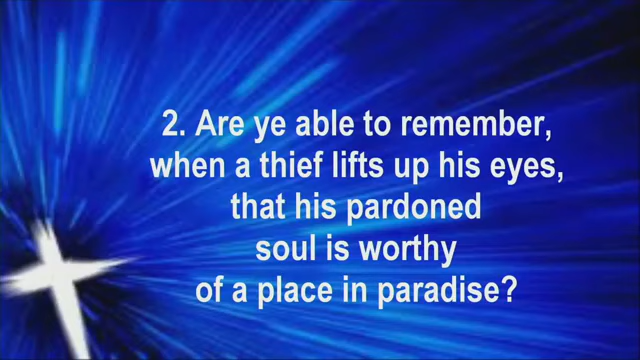 2. Are ye able to remember,
when a thief lifts up his eyes,
that his pardoned
soul is worthy
of a place in paradise?